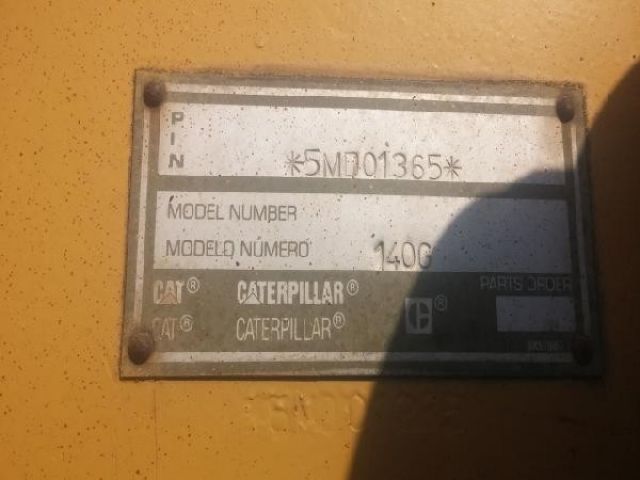 PIN
*5MD01365*
MODEL NUMBER
MODELO NÚMERO 140G
CAT® CATERPILLAR® PARTS ORDER
CAT® CATERPILLAR® C®